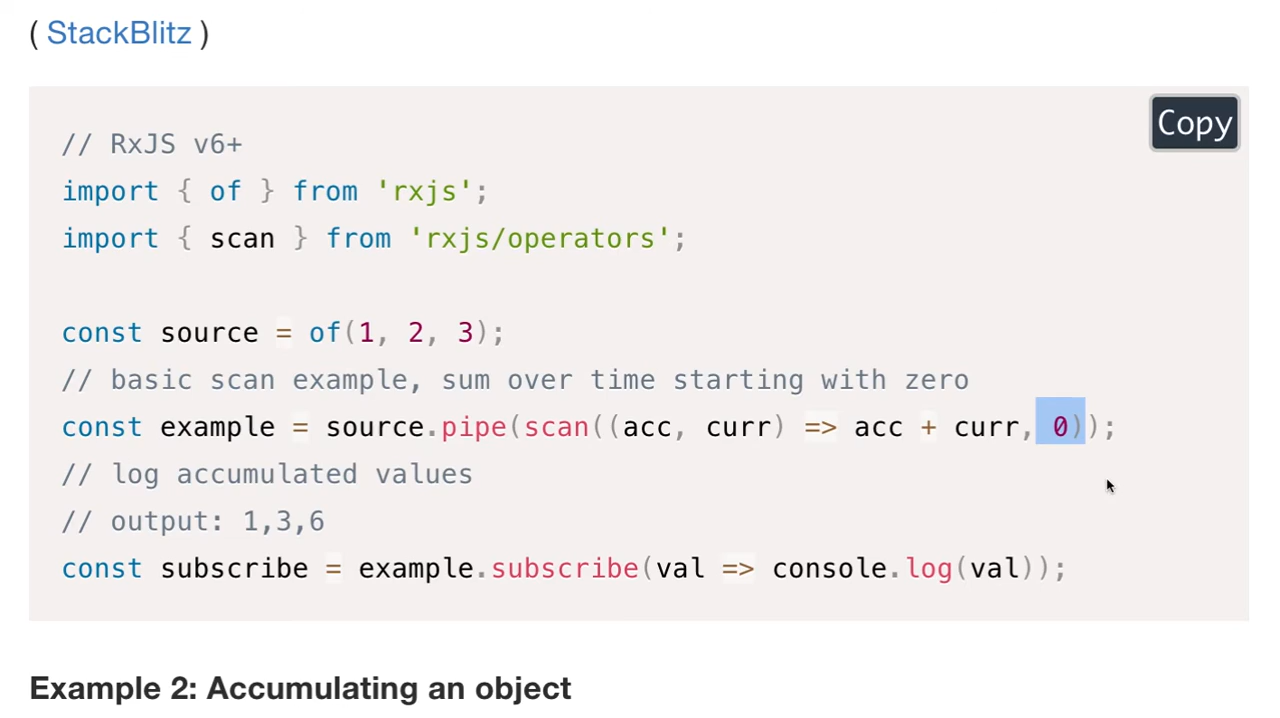 ( StackBlitz )
Copy
// RxJS v6+
import { of } from 'rxjs';
import { scan } from 'rxjs/operators';
const source = of(1, 2, 3);
// basic scan example, sum over time starting with zero
const example = source.pipe(scan((acc, curr) => acc + curr, 0));
// log accumulated values
// output: 1,3,6
const subscribe = example.subscribe(val => console.log(val));
Example 2: Accumulating an object